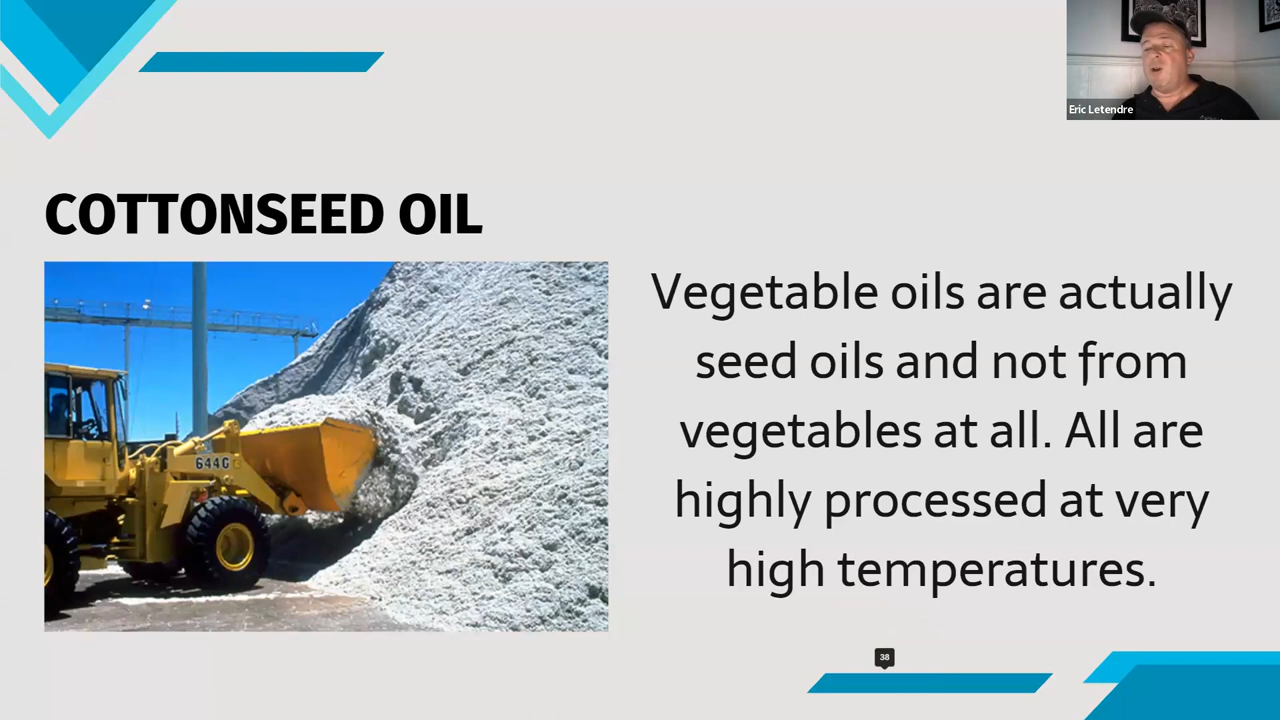 Eric Letendre
COTTONSEED OIL
644G
Vegetable oils are actually
seed oils and not from
vegetables at all. All are
highly processed at very
high temperatures.
38